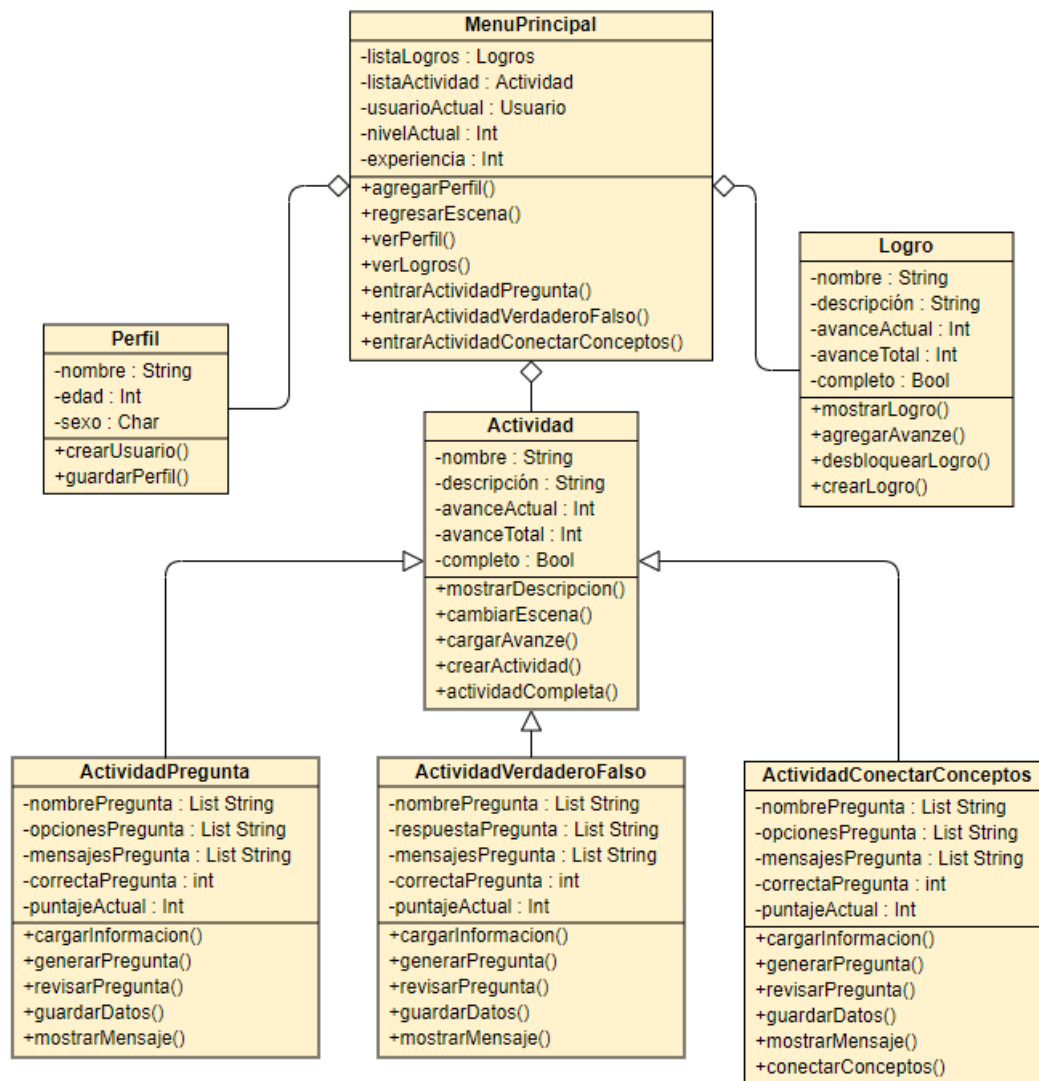 MenuPrincipal
-listaLogros : Logros
-listaActividad : Actividad
-usuarioActual : Usuario
-nivelActual : Int
-experiencia : Int
+agregarPerfil()
+regresarEscena()
+verPerfil()
+verLogros()
+entrarActividadPregunta()
+entrarActividadVerdaderoFalso()
+entrarActividadConectarConceptos()
Perfil
-nombre : String
-edad : Int
-sexo : Char
+crearUsuario()
+guardarPerfil()
Logro
-nombre : String
-descripción : String
-avanceActual : Int
-avanceTotal : Int
-completo : Bool
+mostrarLogro()
+agregarAvanze()
+desbloquearLogro()
+crearLogro()
Actividad
-nombre : String
-descripción : String
-avanceActual : Int
-avanceTotal : Int
-completo : Bool
+mostrarDescripcion()
+cambiarEscena()
+cargarAvanze()
+crearActividad()
+actividadCompleta()
ActividadPregunta
-nombrePregunta : List String
-opcionesPregunta : List String
-mensajesPregunta : List String
-correctaPregunta : int
-puntajeActual : Int
+cargarInformacion()
+generarPregunta()
+revisarPregunta()
+guardarDatos()
+mostrarMensaje()
ActividadVerdaderoFalso
-nombrePregunta : List String
-respuestaPregunta : List String
-mensajesPregunta : List String
-correctaPregunta : int
-puntajeActual : Int
+cargarInformacion()
+generarPregunta()
+revisarPregunta()
+guardarDatos()
+mostrarMensaje()
ActividadConectarConceptos
-nombrePregunta : List String
-opcionesPregunta : List String
-mensajesPregunta : List String
-correctaPregunta : int
-puntajeActual : Int
+cargarInformacion()
+generarPregunta()
+revisarPregunta()
+guardarDatos()
+mostrarMensaje()
+conectarConceptos()